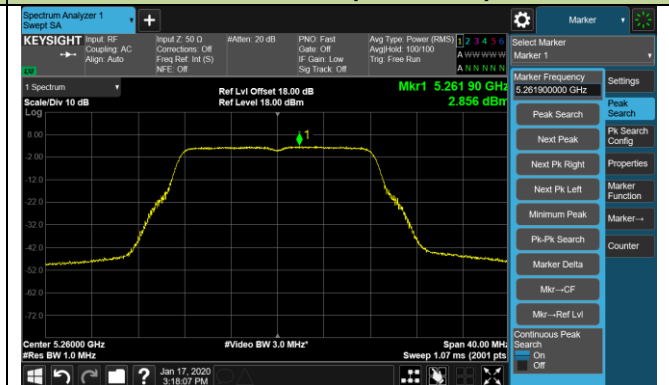 Spectrum Analyzer 1
Swept SA
Marker
KEYSIGHT
Input: RF
Coupling: AC
Align: Auto
Input Z: 50 Ω
Corrections: Off
Freq Ref: Int (S)
NFE: Off
#Atten: 20 dB
PNO: Fast
Gate: Off
IF Gain: Low
Sig Track: Off
Avg Type: Power (RMS)
Avg|Hold: 100/100
Trig: Free Run
1 2 3 4 5 6
A W W W W W
A N N N N N
Select Marker
Marker 1
1 Spectrum
Scale/Div 10 dB
Log
Ref Lvl Offset 18.00 dB
Ref Level 18.00 dBm
Mkr1 5.261 90 GHz
2.856 dBm
1
8.00
-2.00
-12.0
-22.0
-32.0
-42.0
-52.0
-62.0
-72.0
Center 5.26000 GHz
#Res BW 1.0 MHz
#Video BW 3.0 MHz*
Span 40.00 MHz
Sweep 1.07 ms (2001 pts
Marker Frequency
5.261900000 GHz
Peak Search
Next Peak
Next Pk Right
Next Pk Left
Minimum Peak
Pk-Pk Search
Marker Delta
Mkr→CF
Mkr→Ref Lvl
Continuous Peak
Search
On
Off
Settings
Peak
Search
Pk Search
Config
Properties
Marker
Function
Marker→
Counter
Jan 17, 2020
3:18:07 PM